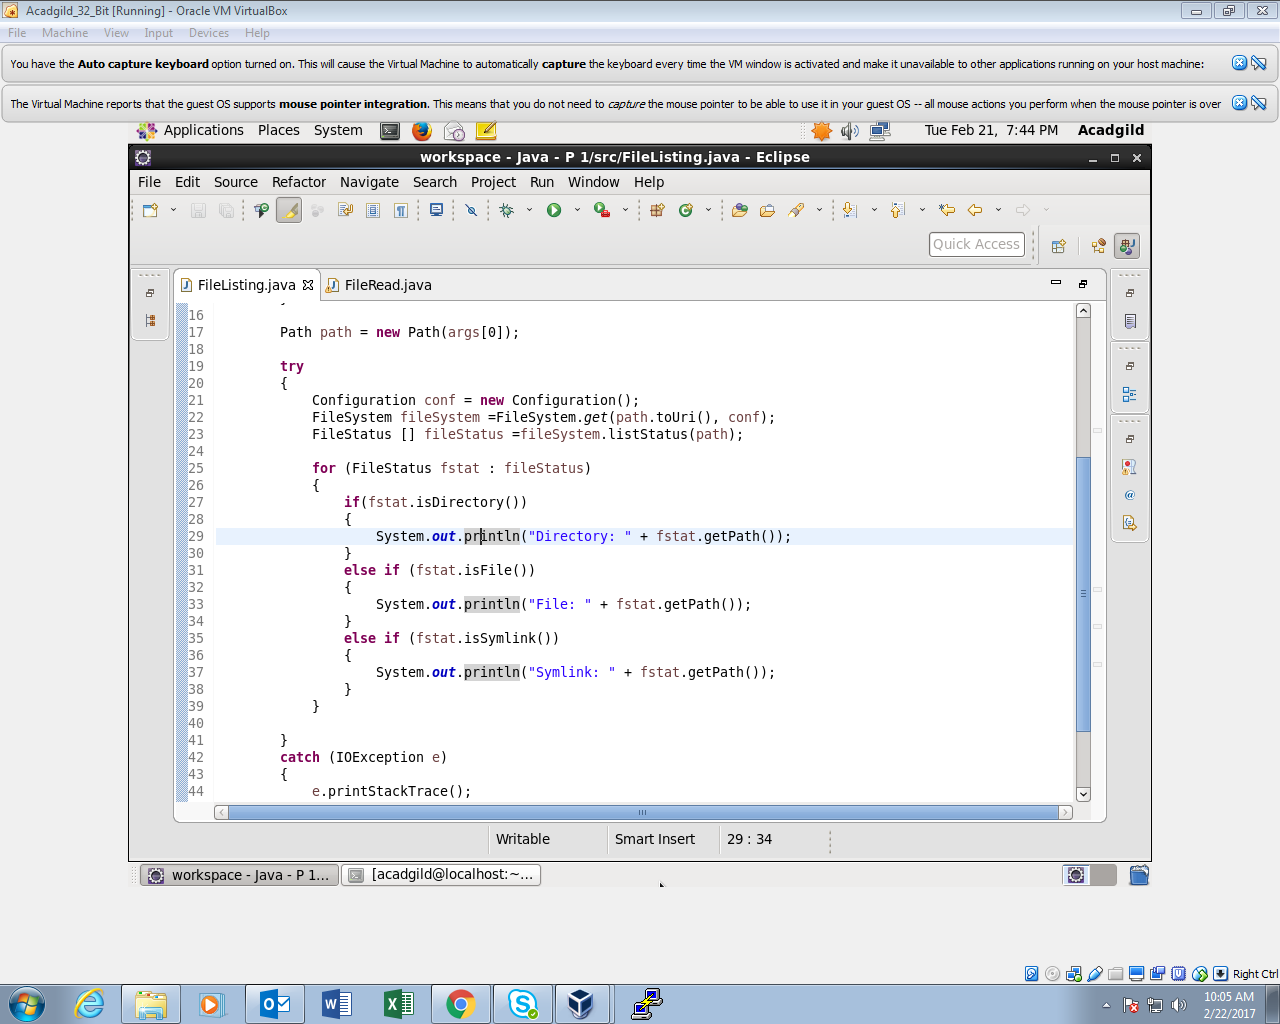 Acadgild_32_Bit [Running] - Oracle VM VirtualBox
File Machine View Input Devices Help
You have the Auto capture keyboard option turned on. This will cause the Virtual Machine to automatically capture the keyboard every time the VM window is activated and make it unavailable to other applications running on your host machine:
The Virtual Machine reports that the guest OS supports mouse pointer integration. This means that you do not need to capture the mouse pointer to be able to use it in your guest OS -- all mouse actions you perform when the mouse pointer is over
Applications Places System Tue Feb 21, 7:44 PM Acadgild
workspace - Java - P 1/src/FileListing.java - Eclipse
File Edit Source Refactor Navigate Search Project Run Window Help
Quick Access
FileListing.java FileRead.java
16
17 Path path = new Path(args[0]);
18
19 try
20 {
21 Configuration conf = new Configuration();
22 FileSystem fileSystem =FileSystem.get(path.toUri(), conf);
23 FileStatus [] fileStatus =fileSystem.listStatus(path);
24
25 for (FileStatus fstat : fileStatus)
26 {
27 if(fstat.isDirectory())
28 {
29 System.out.println("Directory: " + fstat.getPath());
30 }
31 else if (fstat.isFile())
32 {
33 System.out.println("File: " + fstat.getPath());
34 }
35 else if (fstat.isSymlink())
36 {
37 System.out.println("Symlink: " + fstat.getPath());
38 }
39 }
40
41 }
42 catch (IOException e)
43 {
44 e.printStackTrace();
Writable Smart Insert 29 : 34
workspace - Java - P 1... [acadgild@localhost:~...
Right Ctrl
10:05 AM
2/22/2017